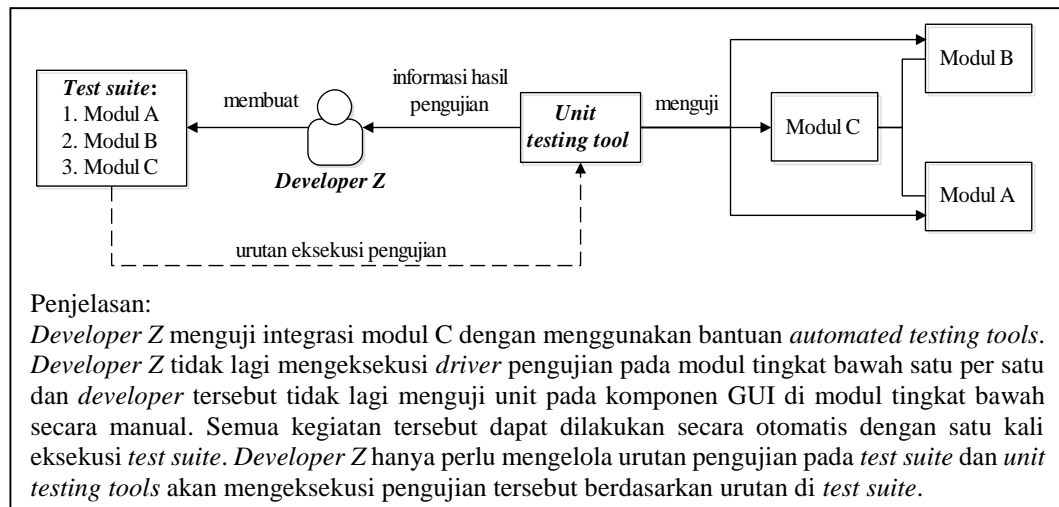 Test suite:
1. Modul A
2. Modul B
3. Modul C
membuat
Developer Z
informasi hasil
pengujian
Unit
testing tool
menguji
Modul B
Modul C
Modul A
urutan eksekusi pengujian
Penjelasan:
Developer Z menguji integrasi modul C dengan menggunakan bantuan automated testing tools.
Developer Z tidak lagi mengeksekusi driver pengujian pada modul tingkat bawah satu per satu
dan developer tersebut tidak lagi menguji unit pada komponen GUI di modul tingkat bawah
secara manual. Semua kegiatan tersebut dapat dilakukan secara otomatis dengan satu kali
eksekusi test suite. Developer Z hanya perlu mengelola urutan pengujian pada test suite dan unit
testing tools akan mengeksekusi pengujian tersebut berdasarkan urutan di test suite.